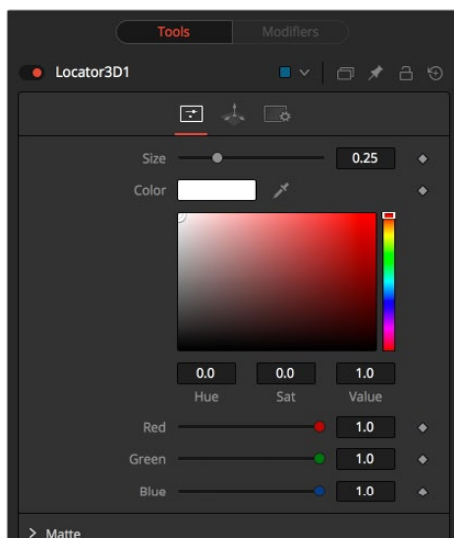 Tools Modifiers
Locator3D1
Size 0.25
Color
0.0 0.0 1.0
Hue Sat Value
Red 1.0
Green 1.0
Blue 1.0
Matte